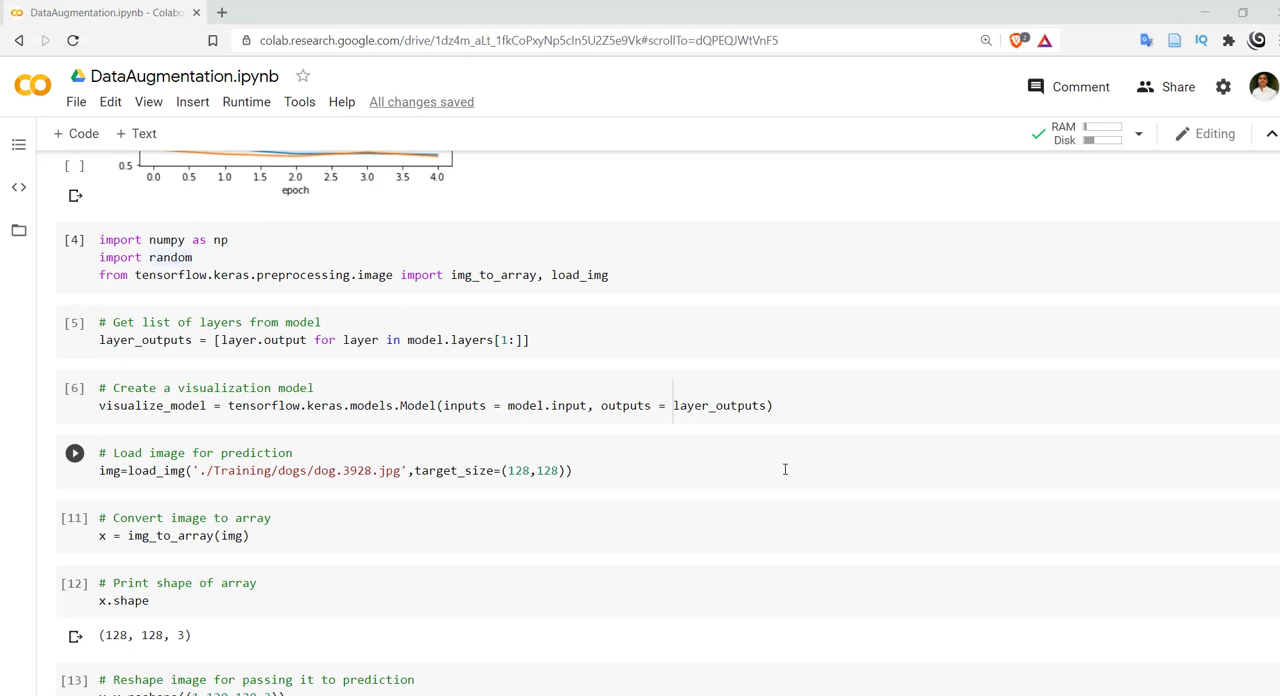 DataAugmentation.ipynb - Colabo
colab.research.google.com/drive/1dz4m_aLt_1fkCoPxyNp5cIn5U2Z5e9Vk#scrollTo=dQPEQJWtVnF5
2
IQ
CO
DataAugmentation.ipynb
Comment
Share
File Edit View Insert Runtime Tools Help All changes saved
+ Code + Text
RAM
Disk
Editing
[ ]
0.5
0.0 0.5 1.0 1.5 2.0 2.5 3.0 3.5 4.0
epoch
[4] import numpy as np
import random
from tensorflow.keras.preprocessing.image import img_to_array, load_img
[5] # Get list of layers from model
layer_outputs = [layer.output for layer in model.layers[1:]]
[6] # Create a visualization model
visualize_model = tensorflow.keras.models.Model(inputs = model.input, outputs = layer_outputs)
# Load image for prediction
img=load_img('./Training/dogs/dog.3928.jpg',target_size=(128,128))
[11] # Convert image to array
x = img_to_array(img)
[12] # Print shape of array
x.shape
(128, 128, 3)
[13] # Reshape image for passing it to prediction